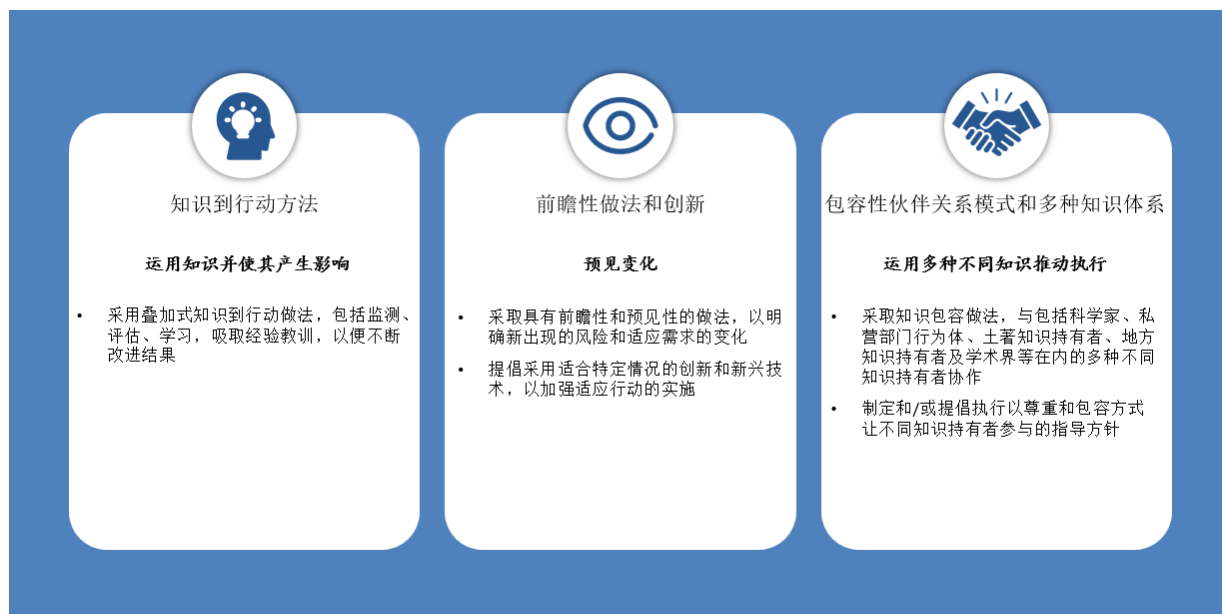 知识到行动方法
运用知识并使其产生影响
• 采用叠加式知识到行动做法，包括监测、
评估、学习，吸取经验教训，以便不断
改进结果
前瞻性做法和创新
预见变化
• 采取具有前瞻性和预见性的做法，以明
确新出现的风险和适应需求的变化
• 提倡采用适合特定情况的创新和新兴技
术，以加强适应行动的实施
包容性伙伴关系模式和多种知识体系
运用多种不同知识推动执行
• 采取知识包容做法，与包括科学家、私
营部门行为体、土著知识持有者、地方
知识持有者及学术界等在内的多种不同
知识持有者协作
• 制定和/或提倡执行以尊重和包容方式
让不同知识持有者参与的指导方针